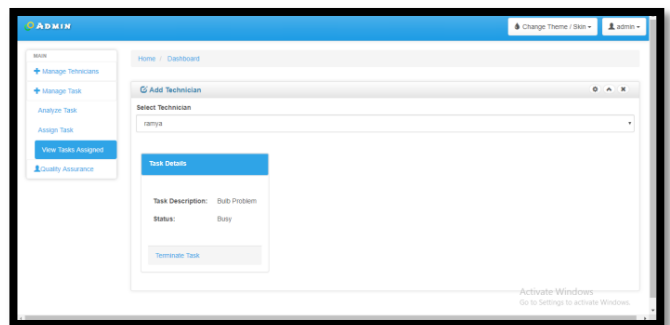 ADMIN
Change Theme / Skin
admin
MAIN
Manage Tehnicians
Manage Task
Analyze Task
Assign Task
View Tasks Assigned
Quality Assurance
Home / Dashboard
Add Technician
Select Technician
ramya
Task Details
Task Description: Bulb Problem
Status: Busy
Terminate Task
Activate Windows
Go to Settings to activate Windows.